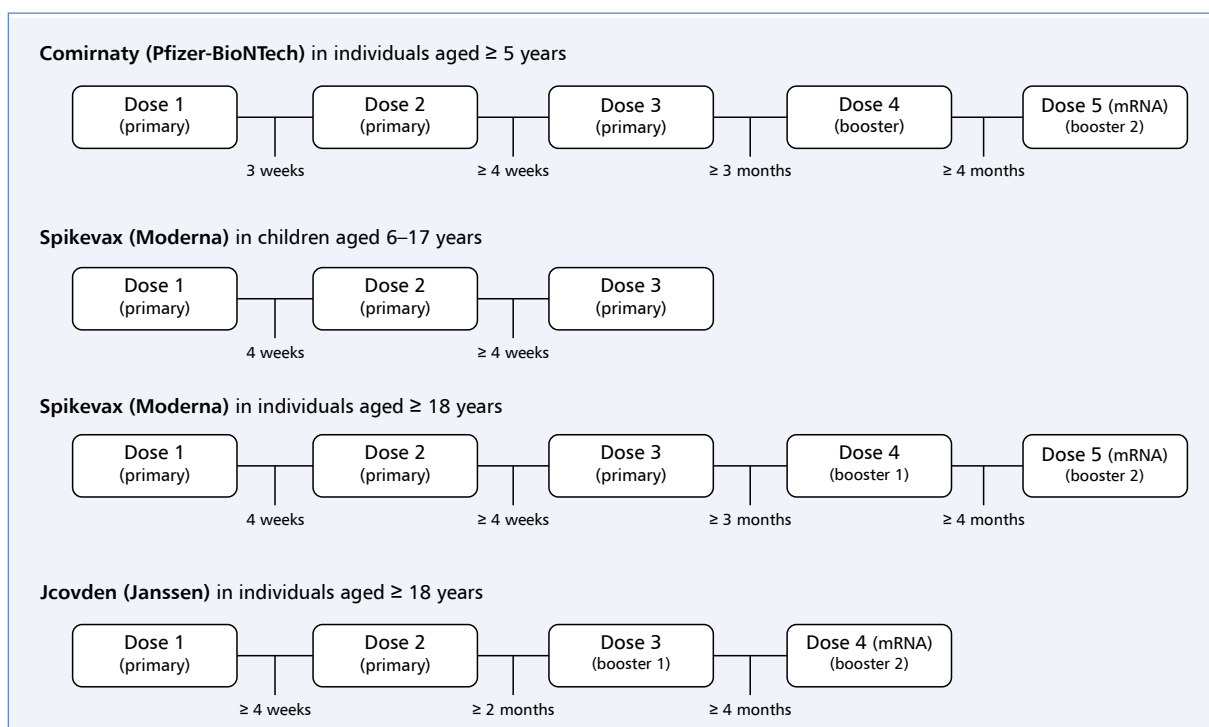 Comirnaty (Pfizer-BioNTech) in individuals aged ≥ 5 years
Dose 1
(primary)
Dose 2
(primary)
Dose 3
(primary)
Dose 4
(booster)
Dose 5 (mRNA)
(booster 2)
3 weeks
≥ 4 weeks
≥ 3 months
≥ 4 months
Spikevax (Moderna) in children aged 6–17 years
Dose 1
(primary)
Dose 2
(primary)
Dose 3
(primary)
4 weeks
≥ 4 weeks
Spikevax (Moderna) in individuals aged ≥ 18 years
Dose 1
(primary)
Dose 2
(primary)
Dose 3
(primary)
Dose 4
(booster 1)
Dose 5 (mRNA)
(booster 2)
4 weeks
≥ 4 weeks
≥ 3 months
≥ 4 months
Jcovden (Janssen) in individuals aged ≥ 18 years
Dose 1
(primary)
Dose 2
(primary)
Dose 3
(booster 1)
Dose 4 (mRNA)
(booster 2)
≥ 4 weeks
≥ 2 months
≥ 4 months